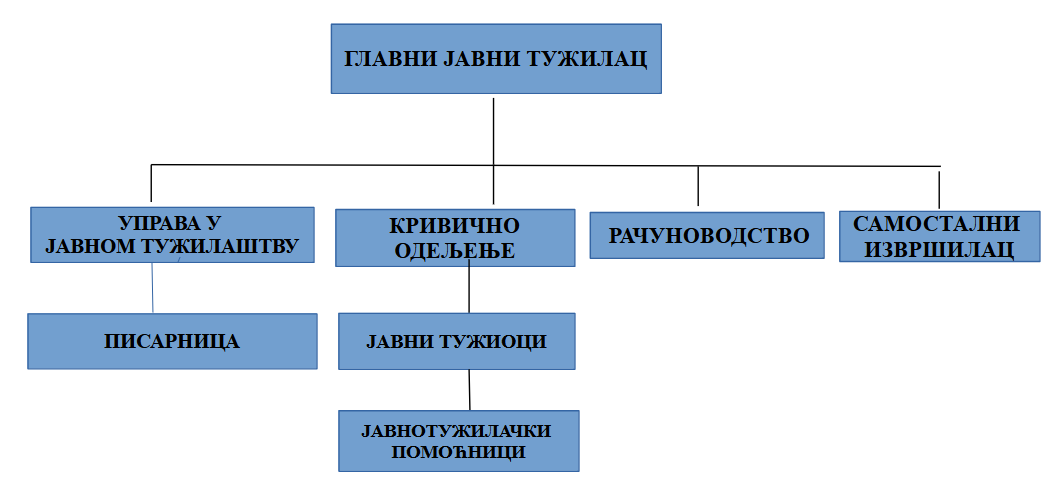 ГЛАВНИ ЈАВНИ ТУЖИЛАЦ
УПРАВА У
ЈАВНОМ ТУЖИЛАШТВУ
КРИВИЧНО
ОДЕЉЕЊЕ
РАЧУНОВОДСТВО
САМОСТАЛНИ
ИЗВРШИЛАЦ
ПИСАРНИЦА
ЈАВНИ ТУЖИОЦИ
ЈАВНОТУЖИЛАЧКИ
ПОМОЋНИЦИ